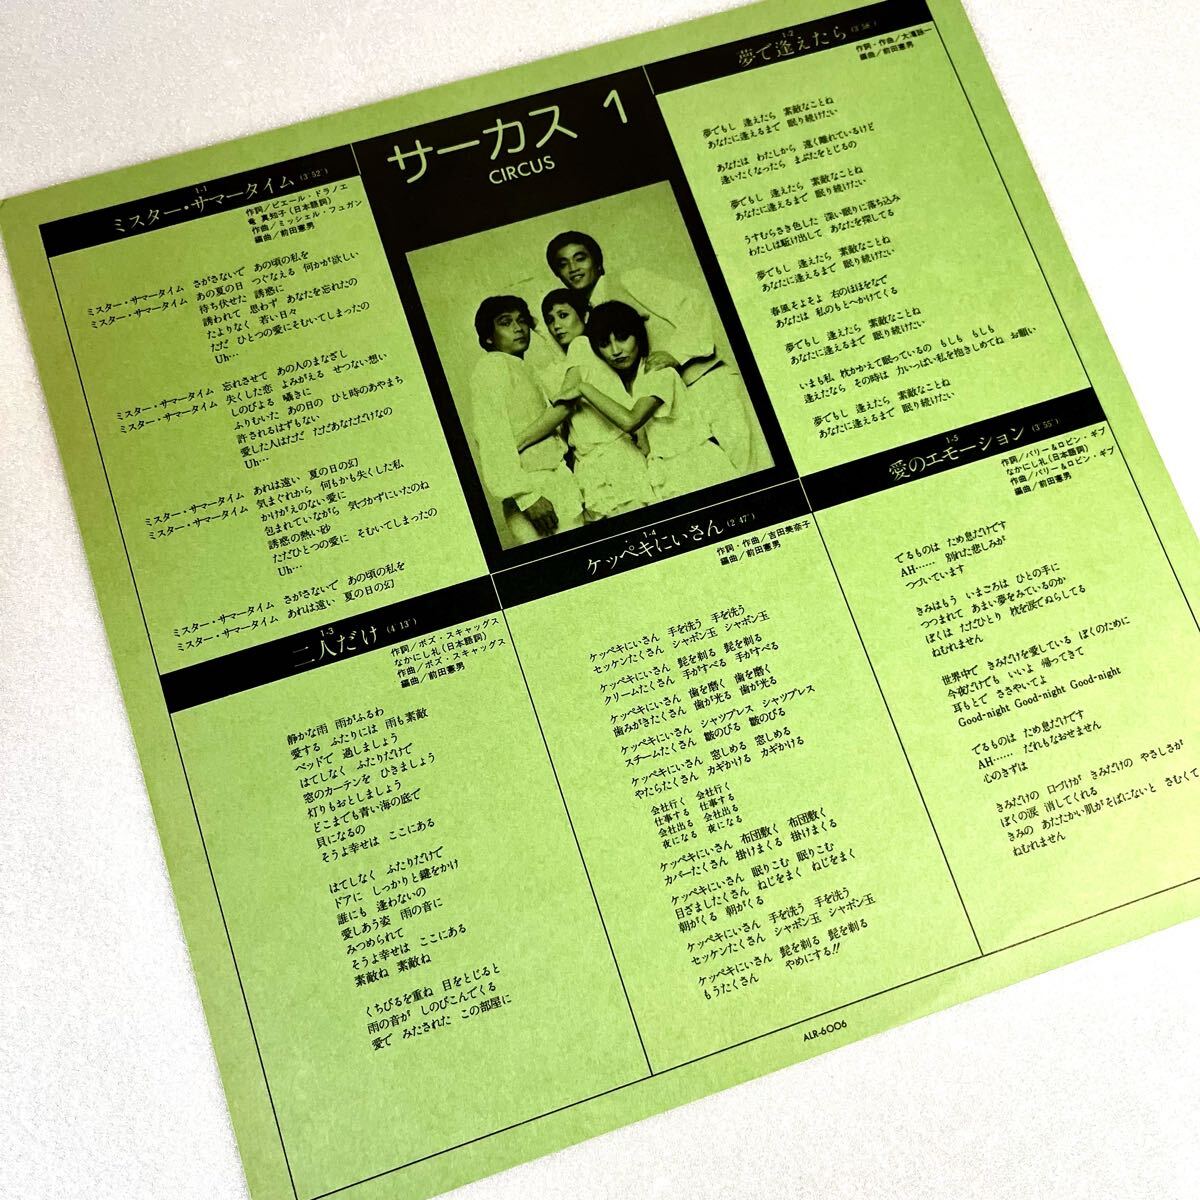 サーカス 1
CIRCUS
1-1
ミスター・サマータイム (3′52″)
作詞/ピエール・ドラノエ
竜 真知子(日本語詞)
作曲/ミッシェル・フュガン
編曲/前田憲男
ミスター・サマータイム さがさないで あの頃の私を
ミスター・サマータイム あの夏の日 つぐなえる 何かが欲しい
待ち伏せた 誘惑に
誘われて 思わず あなたを忘れたの
たよりなく 若い日々
ただ ひとつの愛にそむいてしまったの
Uh…
ミスター・サマータイム 忘れさせて あの人のまなざし
ミスター・サマータイム 失くした恋 よみがえる せつない想い
しのびよる 囁きに
ふりむいた あの日の ひと時のあやまち
許されるはずもない
愛した人はただ ただあなただけなの
Uh…
ミスター・サマータイム あれは遠い 夏の日の幻
ミスター・サマータイム 気まぐれから 何もかも失くした私
かけがえのない愛に
包まれていながら 気づかずにいたのね
誘惑の熱い砂
ただひとつの愛に そむいてしまったの
Uh…
ミスター・サマータイム さがさないで あの頃の私を
ミスター・サマータイム あれは遠い 夏の日の幻
1-2
夢で逢えたら (3′58″)
作詞・作曲/大滝詠一
編曲/前田憲男
夢でもし 逢えたら 素敵なことね
あなたに逢えるまで 眠り続けたい
あなたは わたしから 遠く離れているけど
逢いたくなったら まぶたをとじるの
夢でもし 逢えたら 素敵なことね
あなたに逢えるまで 眠り続けたい
うすむらさき色した 深い眠りに落ち込み
わたしは駆け出して あなたを探してる
夢でもし 逢えたら 素敵なことね
あなたに逢えるまで 眠り続けたい
春風そよそよ 右のほほをなで
あなたは 私のもとへかけてくる
夢でもし 逢えたら 素敵なことね
あなたに逢えるまで 眠り続けたい
いまも私 枕かかえて眠っているの もしも もしも
逢えたなら その時は 力いっぱい私を抱きしめてね お願い
夢でもし 逢えたら 素敵なことね
あなたに逢えるまで 眠り続けたい
1-3
二人だけ (4′13″)
作詞/ボズ・スキャッグス
なかにし礼(日本語詞)
作曲/ボズ・スキャッグス
編曲/前田憲男
静かな雨 雨がふるわ
愛する ふたりには 雨も素敵
ベッドで 過しましょう
はてしなく ふたりだけで
窓のカーテンを ひきましょう
灯りもおとしましょう
どこまでも青い海の底で
貝になるの
そうよ幸せは ここにある
はてしなく ふたりだけで
ドアに しっかりと鍵をかけ
誰にも 逢わないの
愛しあう姿 雨の音に
みつめられて
そうよ幸せは ここにある
素敵ね 素敵ね
くちびるを重ね 目をとじると
雨の音が しのびこんでくる
愛で みたされた この部屋に
1-4
ケッペキにいさん (2′47″)
作詞・作曲/吉田美奈子
編曲/前田憲男
ケッペキにいさん 手を洗う 手を洗う
セッケンたくさん シャボン玉 シャボン玉
ケッペキにいさん 髭を剃る 髭を剃る
クリームたくさん 手がすべる 手がすべる
ケッペキにいさん 歯を磨く 歯を磨く
歯みがきたくさん 歯が光る 歯が光る
ケッペキにいさん シャツプレス シャツプレス
スチームたくさん 皺のびる 皺のびる
ケッペキにいさん 窓しめる 窓しめる
やたらたくさん カギかける カギかける
会社行く 会社行く
仕事する 仕事する
会社出る 会社出る
夜になる 夜になる
ケッペキにいさん 布団敷く 布団敷く
カバーたくさん 掛けまくる 掛けまくる
ケッペキにいさん 眠りこむ 眠りこむ
目ざましたくさん ねじをまく ねじをまく
朝がくる 朝がくる
ケッペキにいさん 手を洗う 手を洗う
セッケンたくさん シャボン玉 シャボン玉
ケッペキにいさん 髭を剃る 髭を剃る
もうたくさん やめにする!!
1-5
愛のエモーション (3′55″)
作詞/バリー&ロビン・ギブ
なかにし礼(日本語詞)
作曲/バリー&ロビン・ギブ
編曲/前田憲男
でるものは ため息だけです
AH…… 別れた悲しみが
つづいています
きみはもう いまごろは ひとの手に
つつまれて あまい夢をみているのか
ぼくは ただひとり 枕を涙でぬらしてる
ねむれません
世界中で きみだけを愛している ぼくのために
今夜だけでも いいよ 帰ってきて
耳もとで ささやいてよ
Good-night Good-night Good-night
でるものは ため息だけです
AH…… だれもなおせません
心のきずは
きみだけの 口づけが きみだけの やさしさが
ぼくの涙 消してくれる
きみの あたたかい肌がそばにないと さむくて
ねむれません
ALR-6006